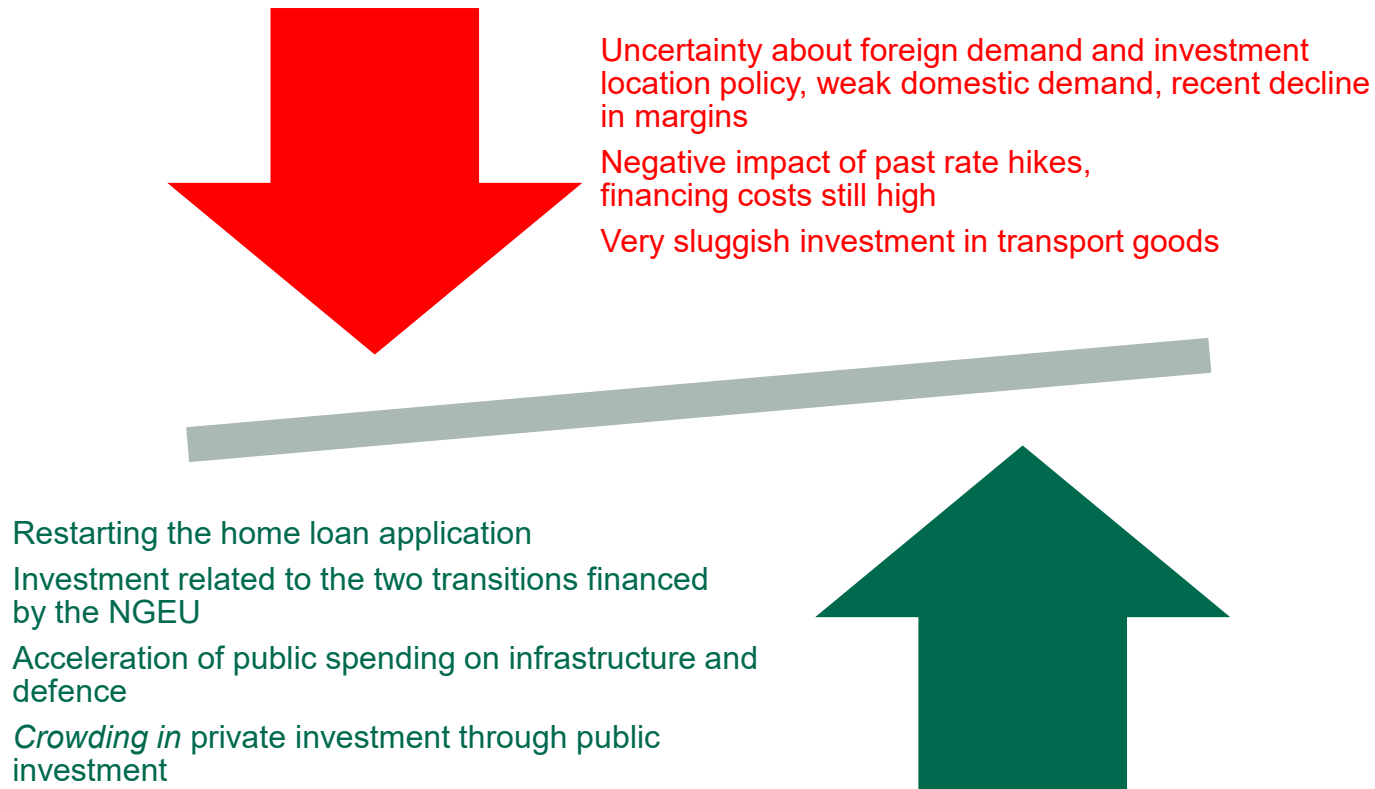 Uncertainty about foreign demand and investment
location policy, weak domestic demand, recent decline
in margins
Negative impact of past rate hikes,
financing costs still high
Very sluggish investment in transport goods
Restarting the home loan application
Investment related to the two transitions financed
by the NGEU
Acceleration of public spending on infrastructure and
defence
Crowding in private investment through public
investment